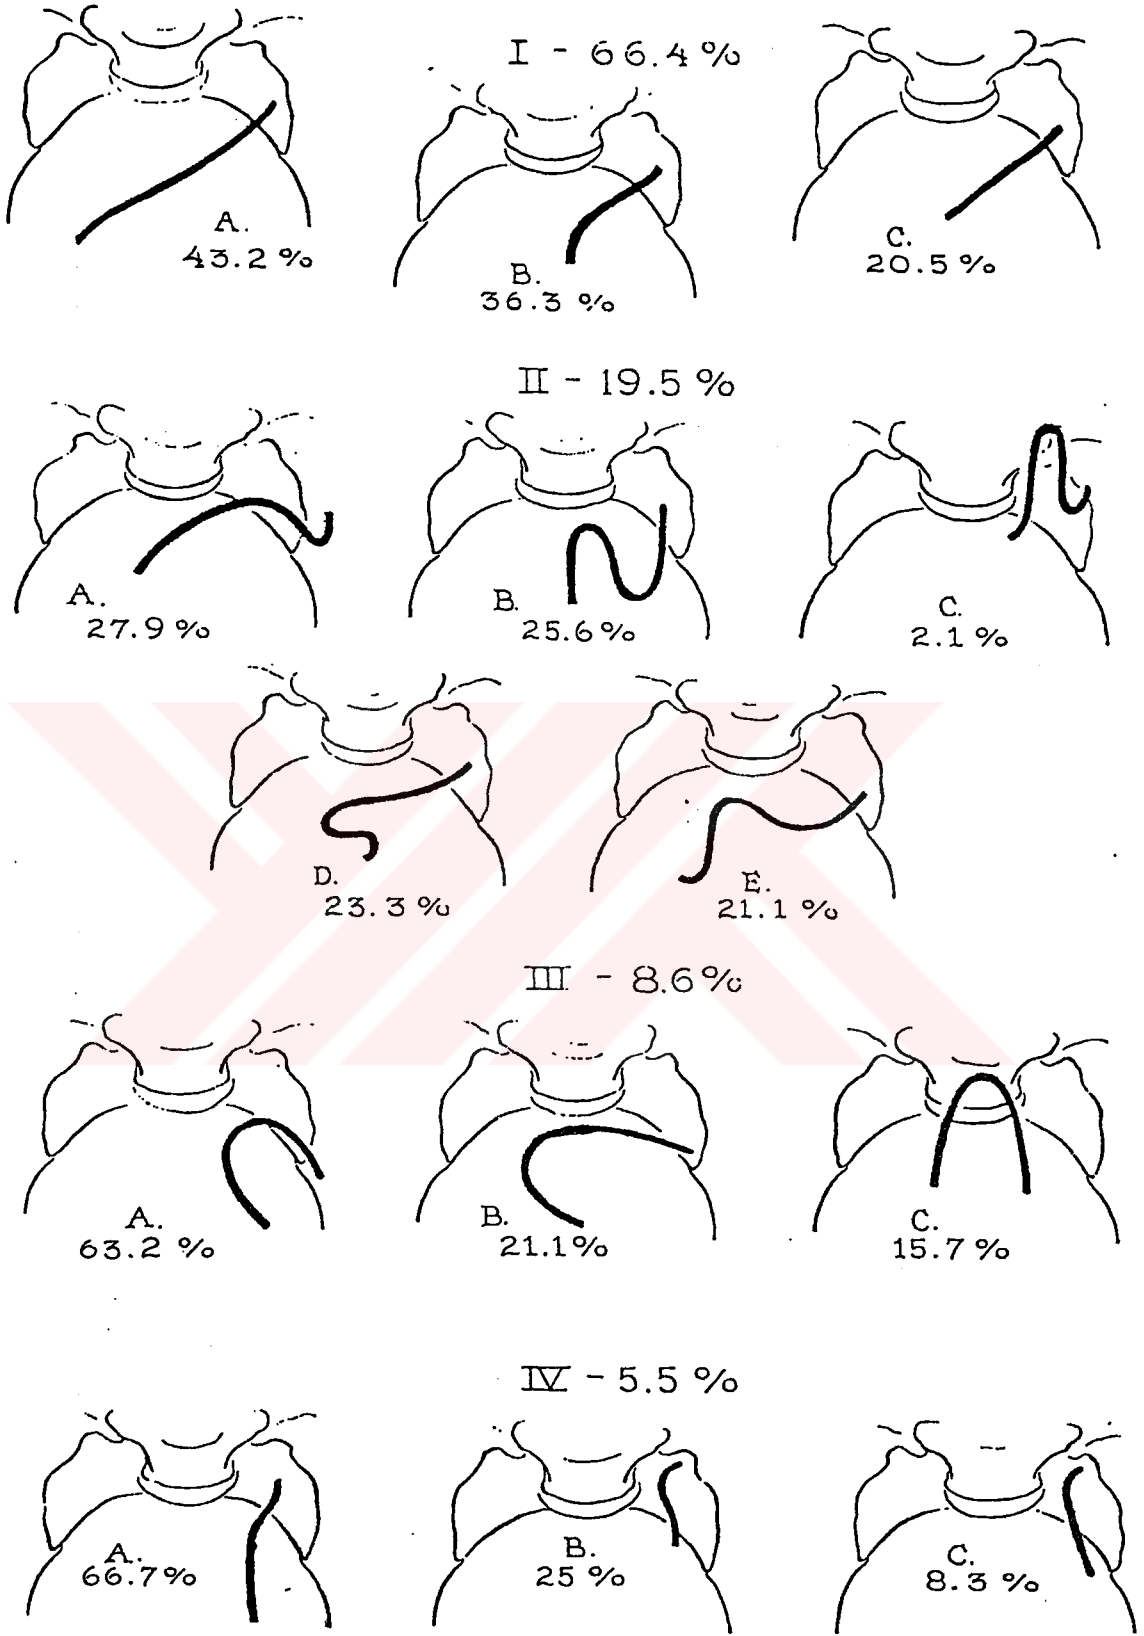 I - 66.4 %
A.
43.2 %
B.
36.3 %
C.
20.5 %
II - 19.5 %
A.
27.9 %
B.
25.6 %
C.
2.1 %
D.
23.3 %
E.
21.1 %
III - 8.6 %
A.
63.2 %
B.
21.1 %
C.
15.7 %
IV - 5.5 %
A.
66.7 %
B.
25 %
C.
8.3 %